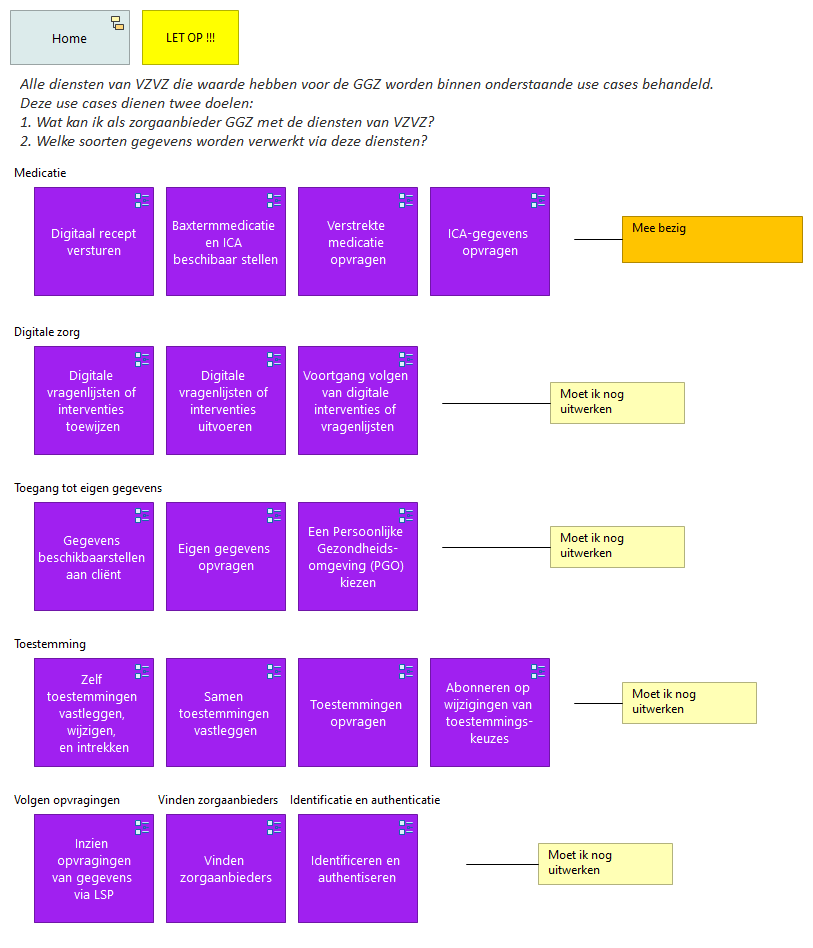 Home
LET OP !!!
Alle diensten van VZVZ die waarde hebben voor de GGZ worden binnen onderstaande use cases behandeld.
Deze use cases dienen twee doelen:
1. Wat kan ik als zorgaanbieder GGZ met de diensten van VZVZ?
2. Welke soorten gegevens worden verwerkt via deze diensten?
Medicatie
Digitaal recept
versturen
Baxtermmedicatie
en ICA
beschibaar stellen
Verstrekte
medicatie
opvragen
ICA-gegevens
opvragen
Mee bezig
Digitale zorg
Digitale
vragenlijsten of
interventies
toewijzen
Digitale
vragenlijsten of
interventies
uitvoeren
Voortgang volgen
van digitale
interventies of
vragenlijsten
Moet ik nog
uitwerken
Toegang tot eigen gegevens
Gegevens
beschikbaarstellen
aan cliënt
Eigen gegevens
opvragen
Een Persoonlijke
Gezondheids-
omgeving (PGO)
kiezen
Moet ik nog
uitwerken
Toestemming
Zelf
toestemmingen
vastleggen,
wijzigen,
en intrekken
Samen
toestemmingen
vastleggen
Toestemmingen
opvragen
Abonneren op
wijzigingen van
toestemmings-
keuzes
Moet ik nog
uitwerken
Volgen opvragingen
Inzien
opvragingen
van gegevens
via LSP
Vinden zorgaanbieders
Vinden
zorgaanbieders
Identificatie en authenticatie
Identificeren en
authentiseren
Moet ik nog
uitwerken